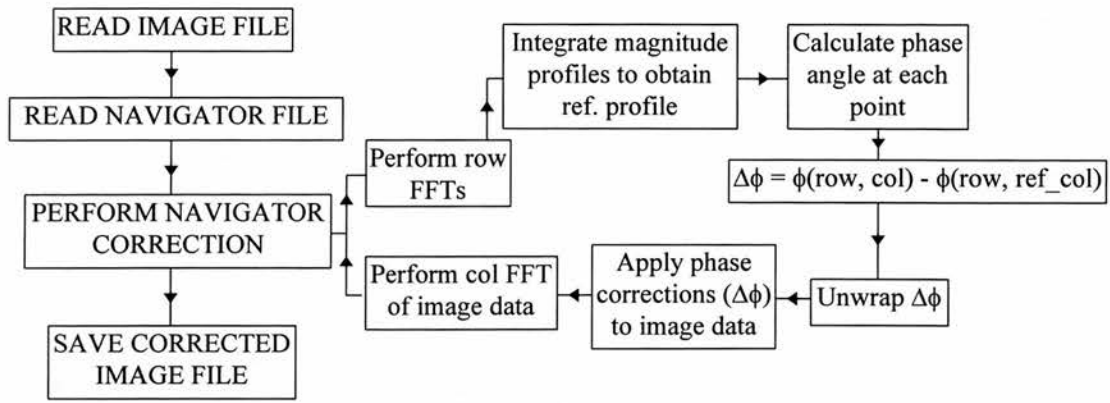 READ IMAGE FILE
READ NAVIGATOR FILE
PERFORM NAVIGATOR
CORRECTION
SAVE CORRECTED
IMAGE FILE
Perform row
FFTs
Integrate magnitude
profiles to obtain
ref. profile
Calculate phase
angle at each
point
Δϕ = ϕ(row, col) - ϕ(row, ref_col)
Unwrap Δϕ
Apply phase
corrections (Δϕ)
to image data
Perform col FFT
of image data